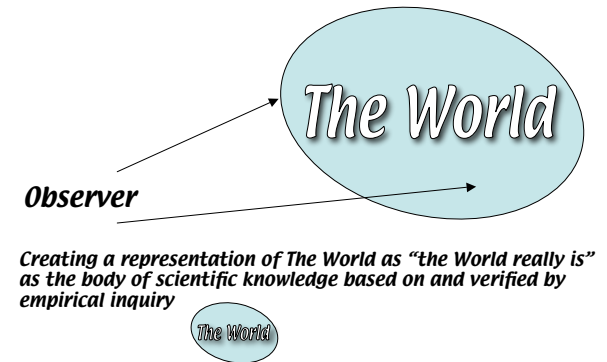 The World
Observer
Creating a representation of The World as “the World really is”
as the body of scientific knowledge based on and verified by
empirical inquiry
The World